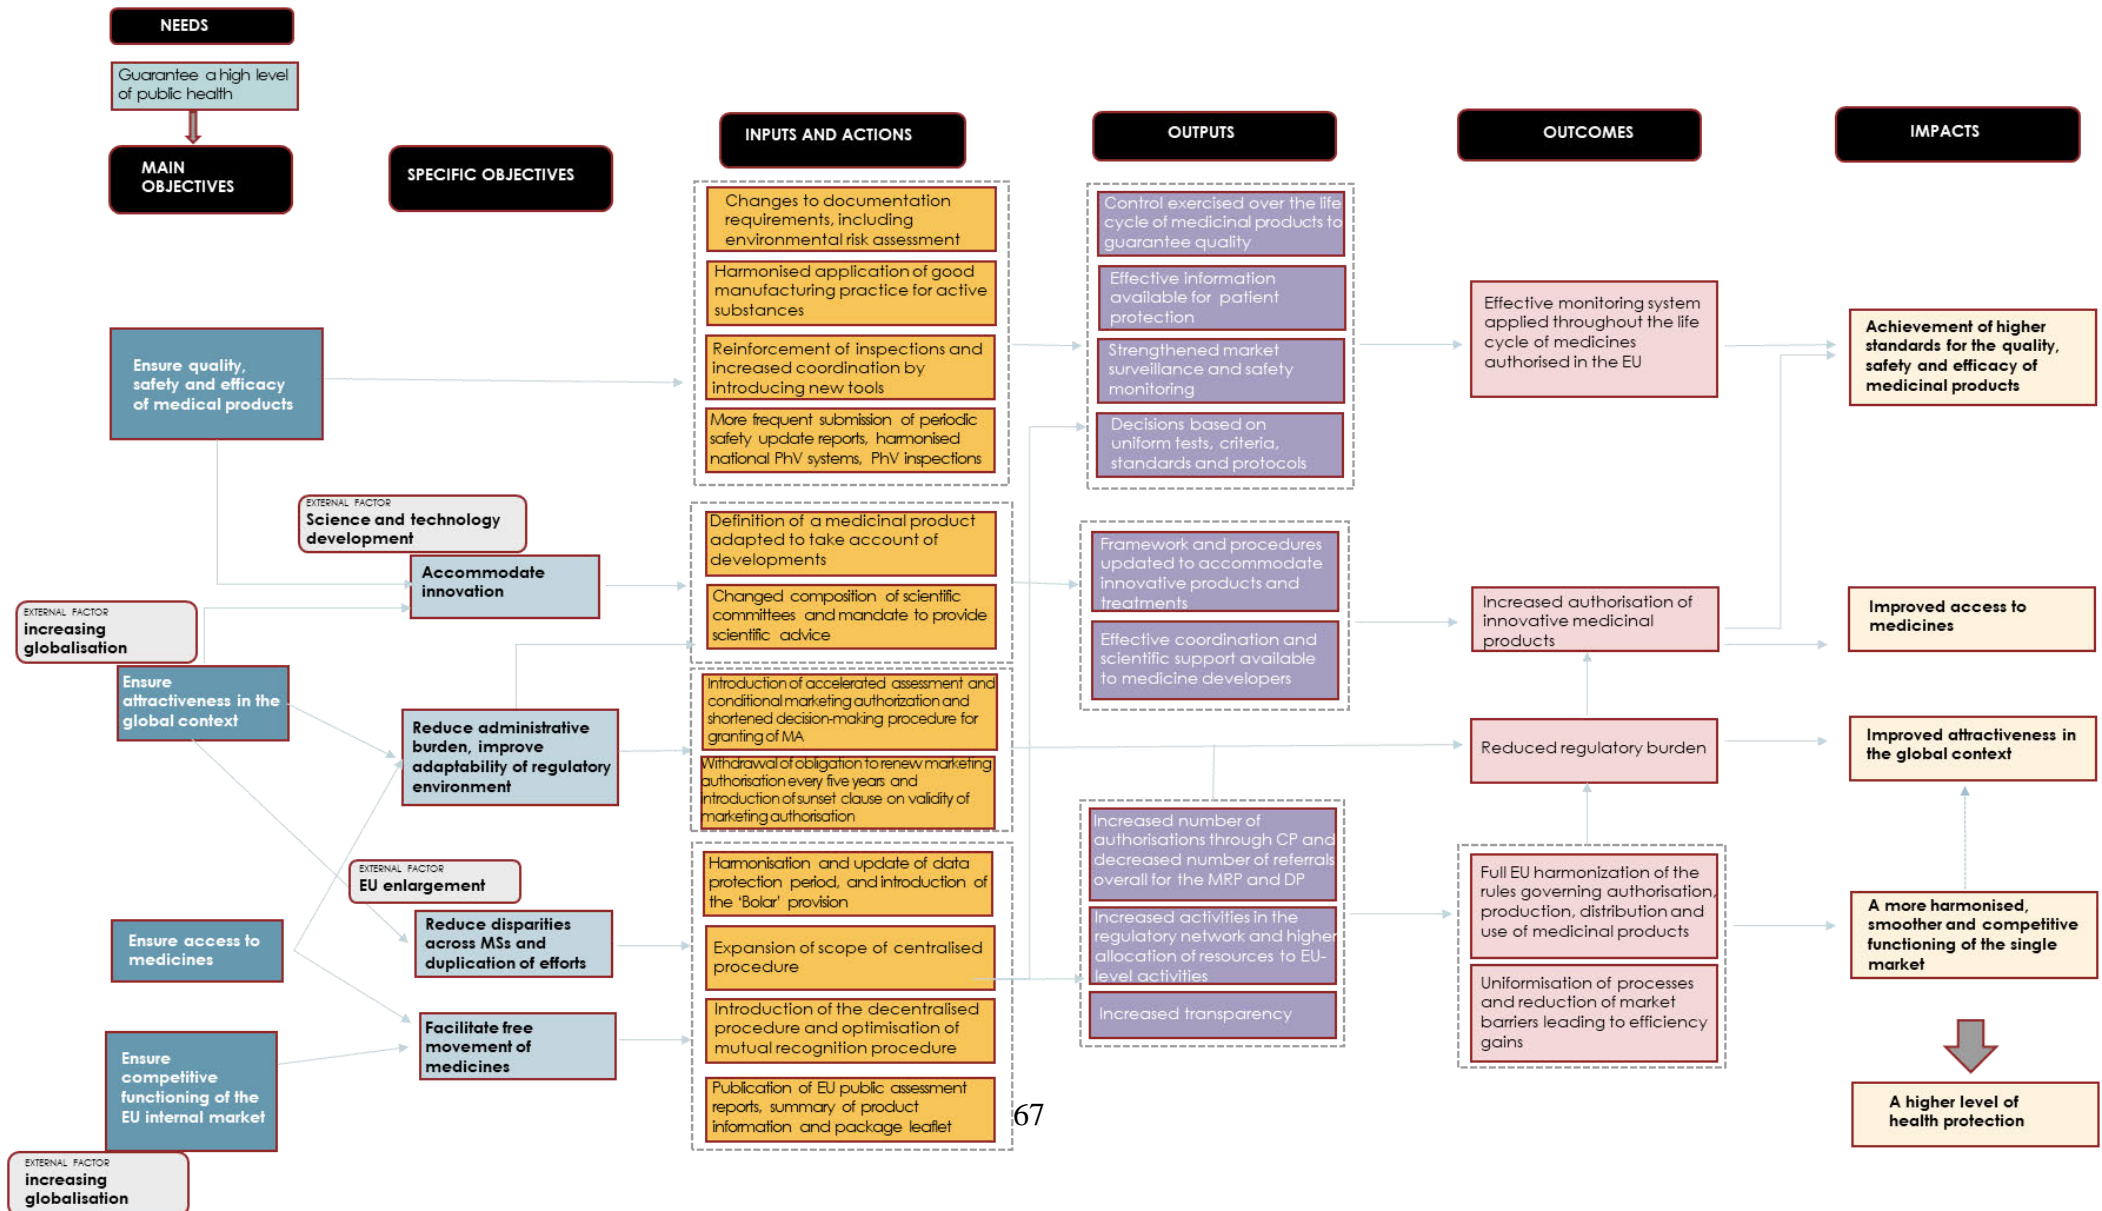 NEEDS
Guarantee a high level
of public health
MAIN
OBJECTIVES
SPECIFIC OBJECTIVES
INPUTS AND ACTIONS
OUTPUTS
OUTCOMES
IMPACTS
Ensure quality,
safety and efficacy
of medical products
EXTERNAL FACTOR
increasing
globalisation
Ensure
attractiveness in the
global context
Ensure access to
medicines
Ensure
competitive
functioning of the
EU internal market
EXTERNAL FACTOR
increasing
globalisation
EXTERNAL FACTOR
Science and technology
development
Accommodate
innovation
Reduce administrative
burden, improve
adaptability of regulatory
environment
EXTERNAL FACTOR
EU enlargement
Reduce disparities
across MSs and
duplication of efforts
Facilitate free
movement of
medicines
Changes to documentation
requirements, including
environmental risk assessment
Harmonised application of good
manufacturing practice for active
substances
Reinforcement of inspections and
increased coordination by
introducing new tools
More frequent submission of periodic
safety update reports, harmonised
national PhV systems, PhV inspections
Definition of a medicinal product
adapted to take account of
developments
Changed composition of scientific
committees and mandate to provide
scientific advice
Introduction of accelerated assessment and
conditional marketing authorization and
shortened decision-making procedure for
granting of MA
Withdrawal of obligation to renew marketing
authorisation every five years and
introduction of sunset clause on validity of
marketing authorisation
Harmonisation and update of data
protection period, and introduction of
the ‘Bolar’ provision
Expansion of scope of centralised
procedure
Introduction of the decentralised
procedure and optimisation of
mutual recognition procedure
Publication of EU public assessment
reports, summary of product
information and package leaflet
Control exercised over the life
cycle of medicinal products to
guarantee quality
Effective information
available for patient
protection
Strengthened market
surveillance and safety
monitoring
Decisions based on
uniform tests, criteria,
standards and protocols
Framework and procedures
updated to accommodate
innovative products and
treatments
Effective coordination and
scientific support available
to medicine developers
Increased number of
authorisations through CP and
decreased number of referrals
overall for the MRP and DP
Increased activities in the
regulatory network and higher
allocation of resources to EU-
level activities
Increased transparency
Effective monitoring system
applied throughout the life
cycle of medicines
authorised in the EU
Increased authorisation of
innovative medicinal
products
Reduced regulatory burden
Full EU harmonization of the
rules governing authorisation,
production, distribution and
use of medicinal products
Uniformisation of processes
and reduction of market
barriers leading to efficiency
gains
Achievement of higher
standards for the quality,
safety and efficacy of
medicinal products
Improved access to
medicines
Improved attractiveness in
the global context
A more harmonised,
smoother and competitive
functioning of the single
market
A higher level of
health protection
67